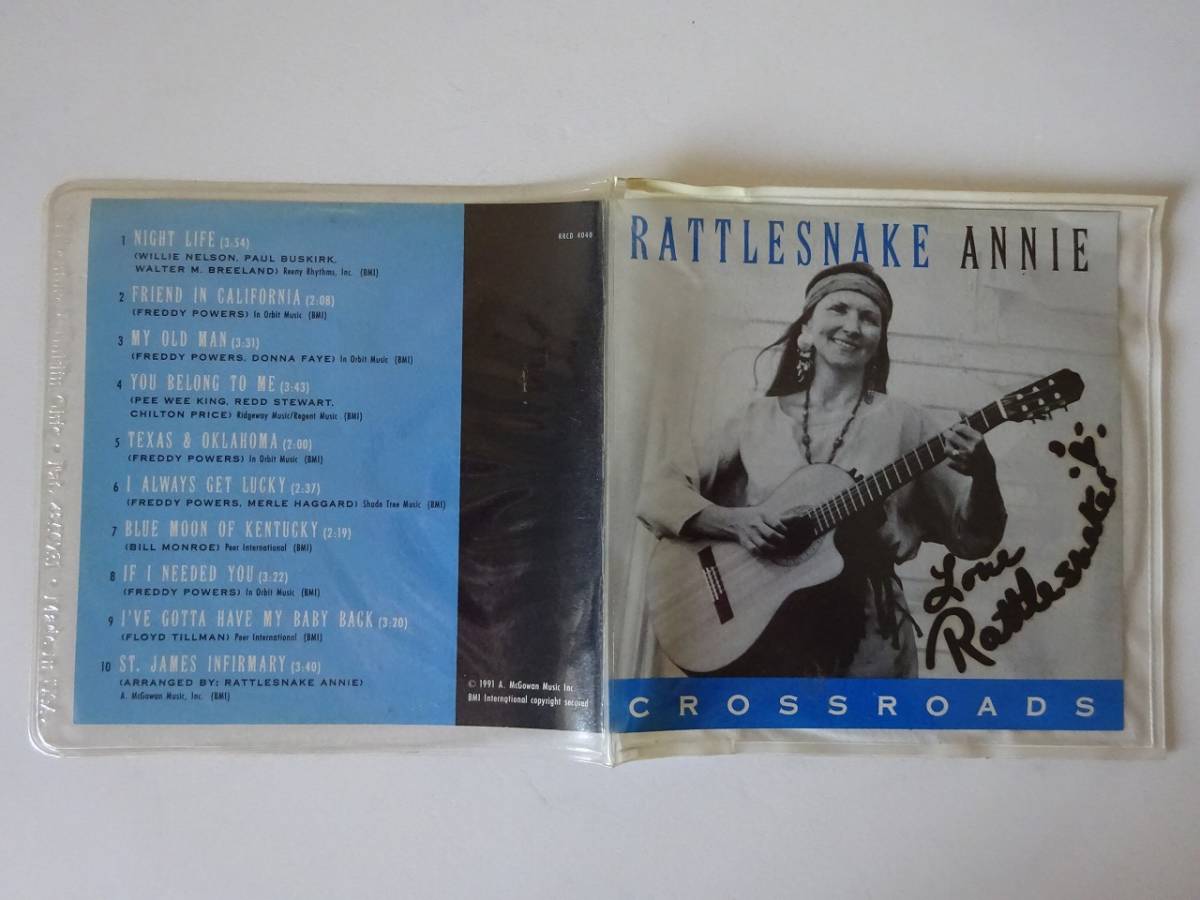 1 NIGHT LIFE (3:54)
(WILLIE NELSON, PAUL BUSKIRK,
WALTER M. BREELAND) Reeny Rhythms, Inc. (BMI)
2 FRIEND IN CALIFORNIA (2:08)
(FREDDY POWERS) In Orbit Music (BMI)
3 MY OLD MAN (3:31)
(FREDDY POWERS, DONNA FAYE) In Orbit Music (BMI)
4 YOU BELONG TO ME (3:43)
(PEE WEE KING, REDD STEWART,
CHILTON PRICE) Ridgeway Music/Regent Music (BMI)
5 TEXAS & OKLAHOMA (2:00)
(FREDDY POWERS) In Orbit Music (BMI)
6 I ALWAYS GET LUCKY (2:37)
(FREDDY POWERS, MERLE HAGGARD) Shade Tree Music (BMI)
7 BLUE MOON OF KENTUCKY (2:19)
(BILL MONROE) Peer International (BMI)
8 IF I NEEDED YOU (3:22)
(FREDDY POWERS) In Orbit Music (BMI)
9 I'VE GOTTA HAVE MY BABY BACK (3:20)
(FLOYD TILLMAN) Peer International (BMI)
10 ST. JAMES INFIRMARY (3:40)
(ARRANGED BY: RATTLESNAKE ANNIE)
A. McGowan Music, Inc. (BMI)
RRCD 4040
© 1991 A. McGowan Music Inc.
BMI International copyright secured
RATTLESNAKE ANNIE
Love
Rattlesnake
CROSSROADS